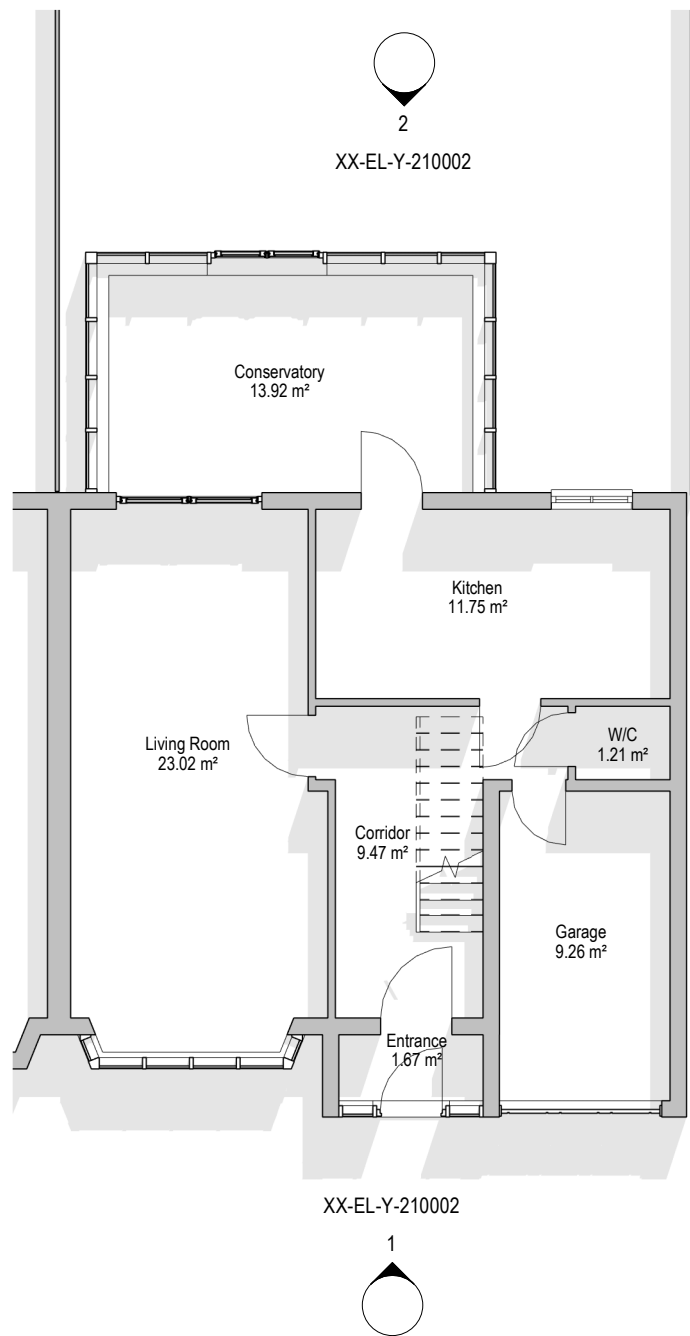 2
XX-EL-Y-210002
Conservatory
13.92 m²
Kitchen
11.75 m²
Living Room
23.02 m²
W/C
1.21 m²
Corridor
9.47 m²
Garage
9.26 m²
Entrance
1.67 m²
XX-EL-Y-210002
1